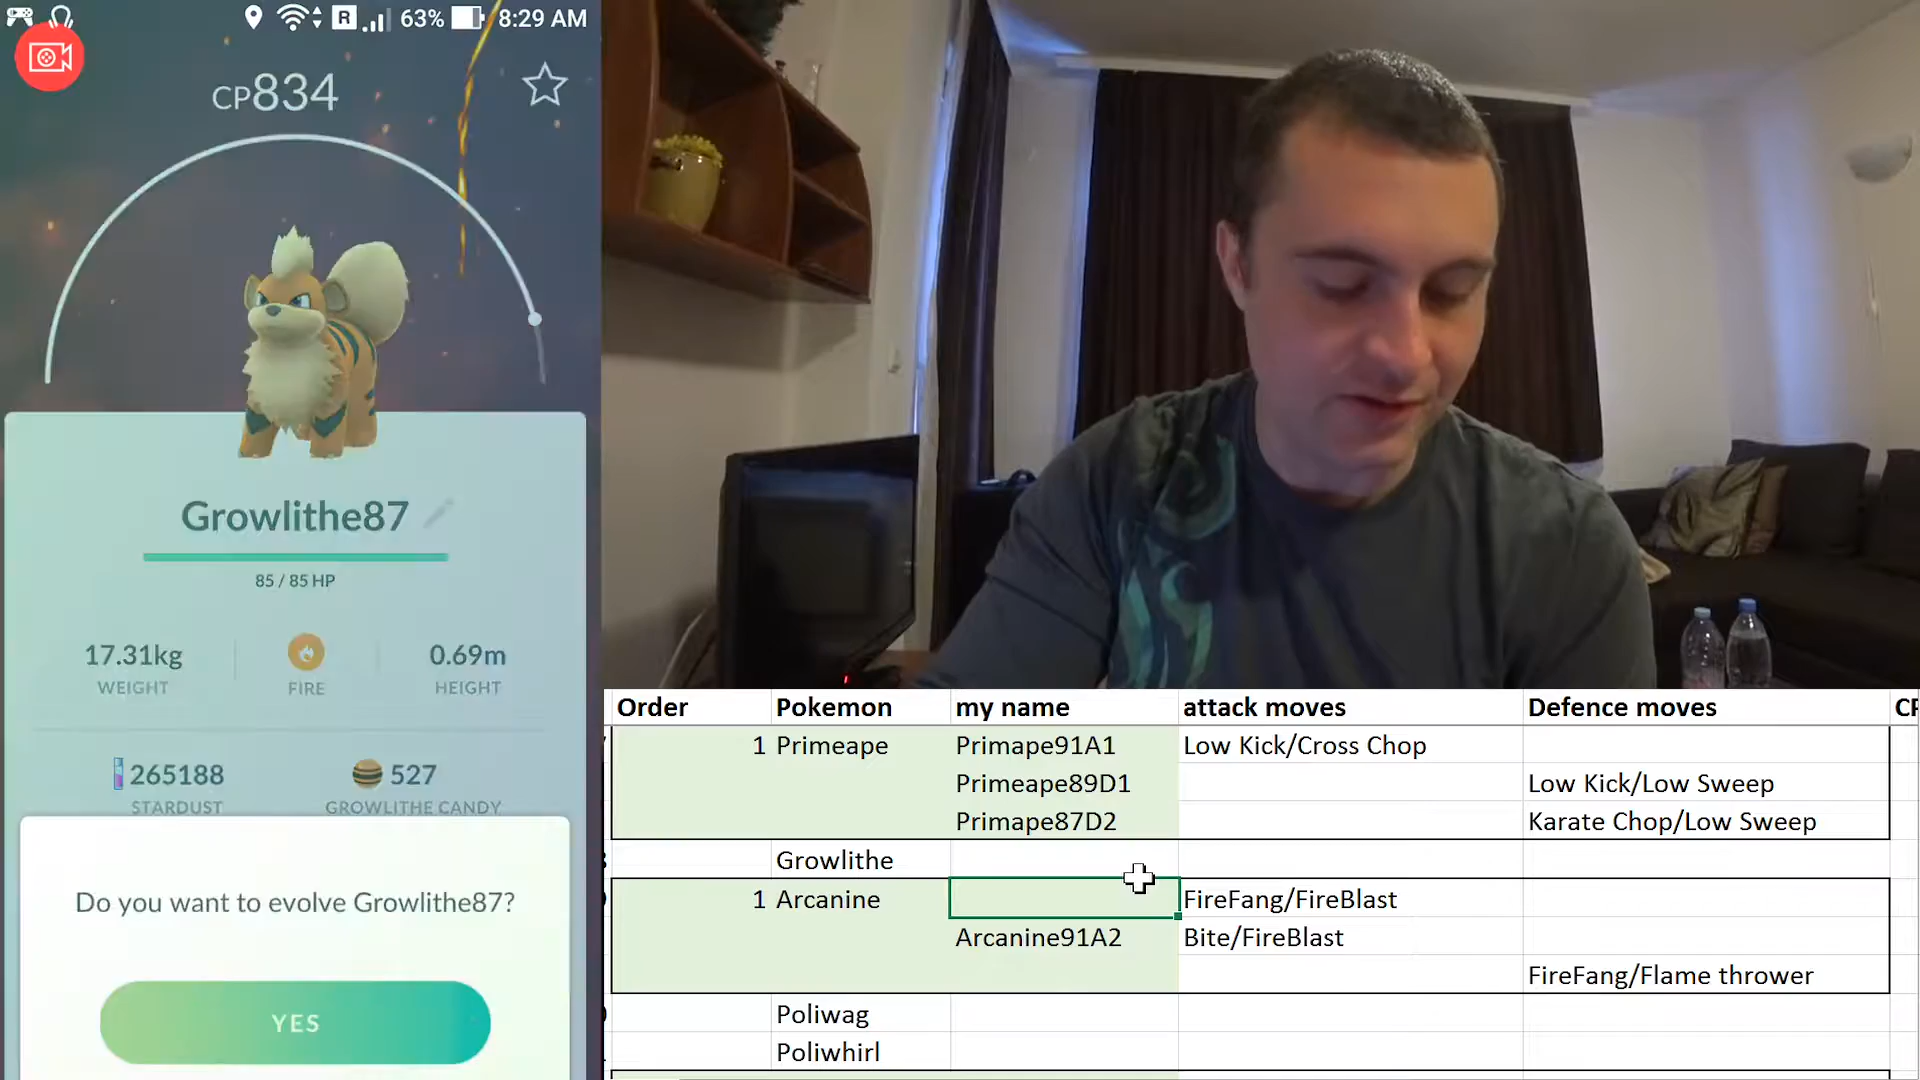 R 63% 8:29 AM
CP834
Growlithe87
85 / 85 HP
17.31kg
WEIGHT
FIRE
0.69m
HEIGHT
265188
STARDUST
527
GROWLITHE CANDY
Do you want to evolve Growlithe87?
YES
Order Pokemon my name attack moves Defence moves
1 Primeape Primape91A1 Low Kick/Cross Chop
Primeape89D1 Low Kick/Low Sweep
Primape87D2 Karate Chop/Low Sweep
Growlithe
1 Arcanine FireFang/FireBlast
Arcanine91A2 Bite/FireBlast
FireFang/Flame thrower
Poliwag
Poliwhirl